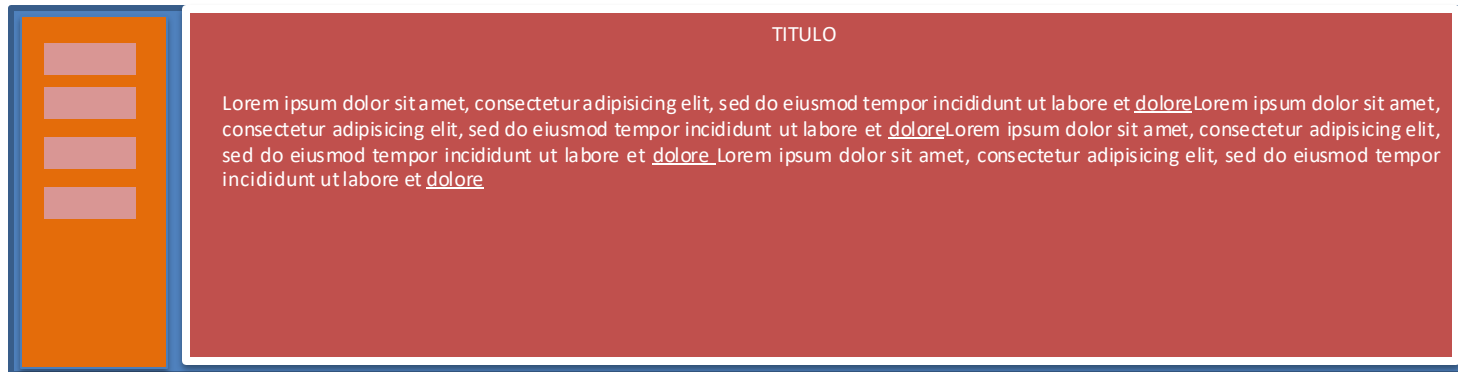 TITULO
Lorem ipsum dolor sit amet, consectetur adipisicing elit, sed do eiusmod tempor incididunt ut labore et doloreLorem ipsum dolor sit amet,
consectetur adipisicing elit, sed do eiusmod tempor incididunt ut labore et doloreLorem ipsum dolor sit amet, consectetur adipisicing elit,
sed do eiusmod tempor incididunt ut labore et dolore Lorem ipsum dolor sit amet, consectetur adipisicing elit, sed do eiusmod tempor
incididunt ut labore et dolore